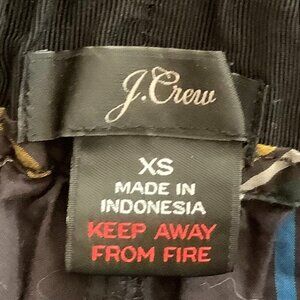 J.Crew
XS
MADE IN
INDONESIA
KEEP AWAY
FROM FIRE